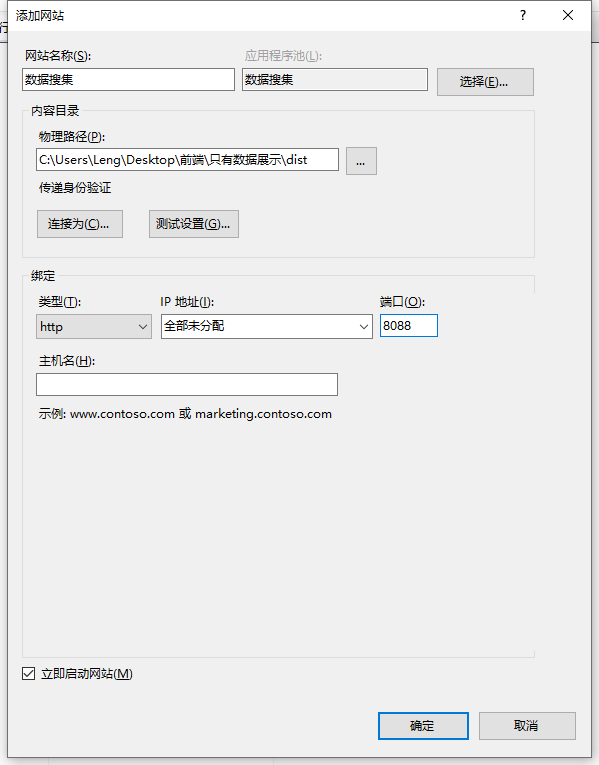 行
添加网站
?
网站名称(S):
应用程序池(L):
数据搜集
数据搜集
选择(E)...
内容目录
物理路径(P):
C:\Users\Leng\Desktop\前端\只有数据展示\dist
...
传递身份验证
连接为(C)...
测试设置(G)...
绑定
类型(T):
IP 地址(I):
端口(O):
http
全部未分配
8088
主机名(H):
示例: www.contoso.com 或 marketing.contoso.com
立即启动网站(M)
确定
取消